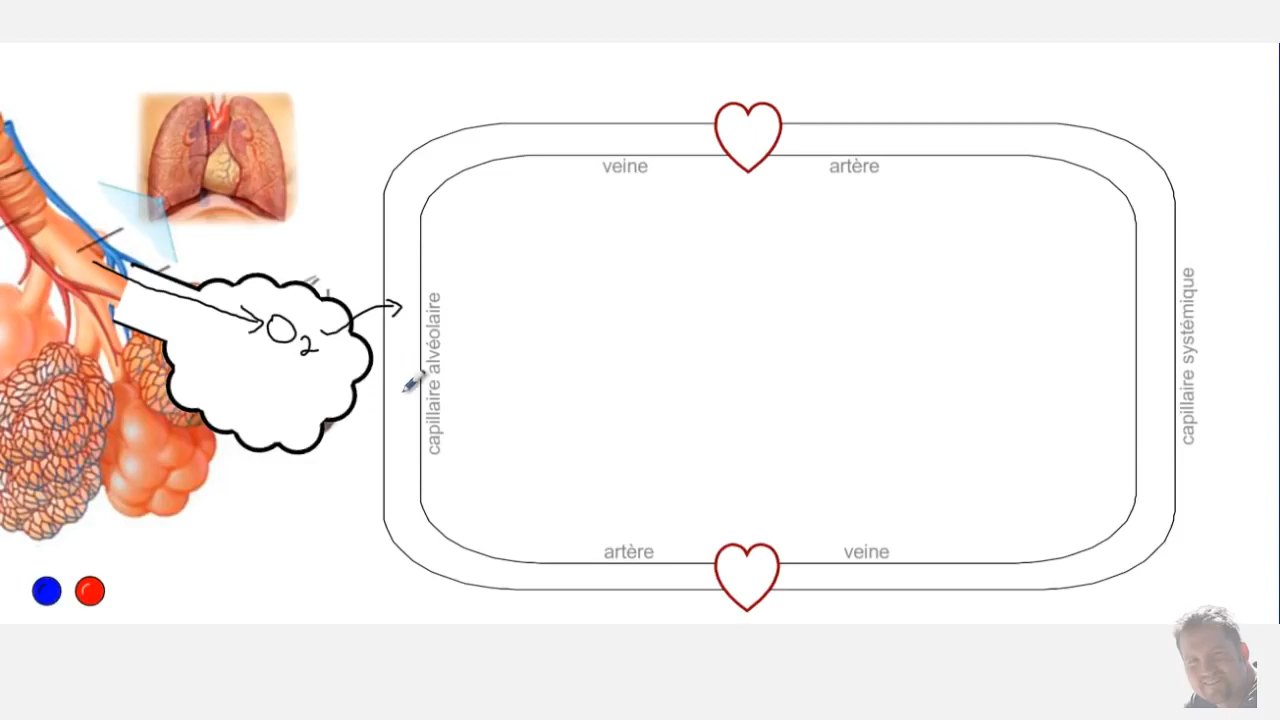 veine
artère
O2
capillaire alvéolaire
capillaire systémique
artère
veine